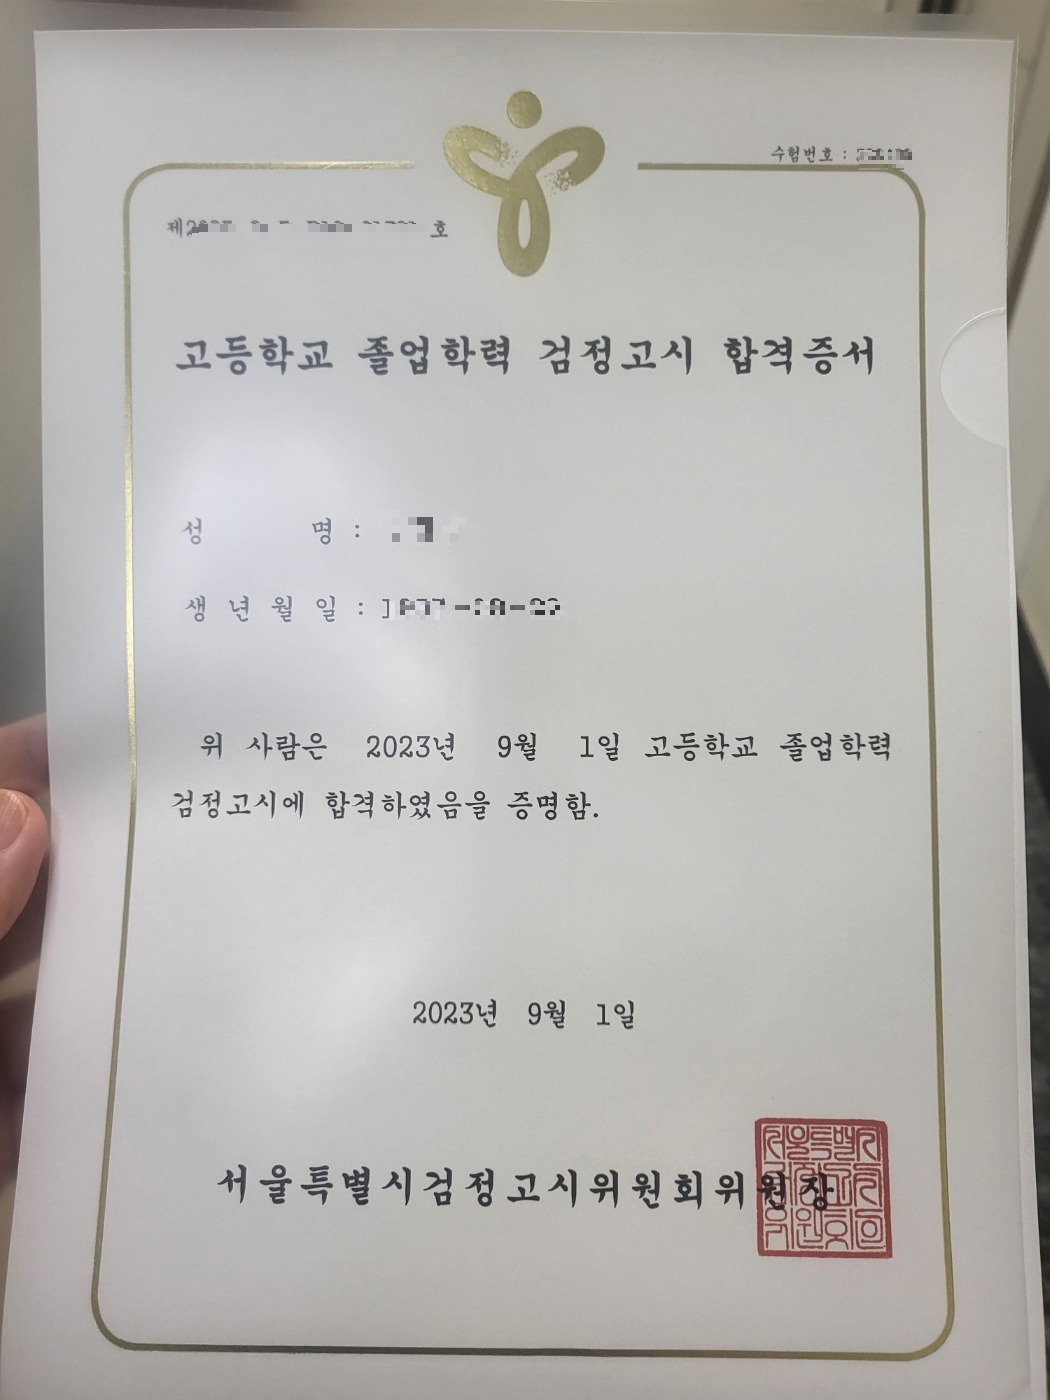 수험번호 :
제 호
고등학교 졸업학력 검정고시 합격증서
성 명 :
생 년 월 일 :
위 사람은 2023년 9월 1일 고등학교 졸업학력
검정고시에 합격하였음을 증명함.
2023년 9월 1일
서울특별시검정고시위원회위원장